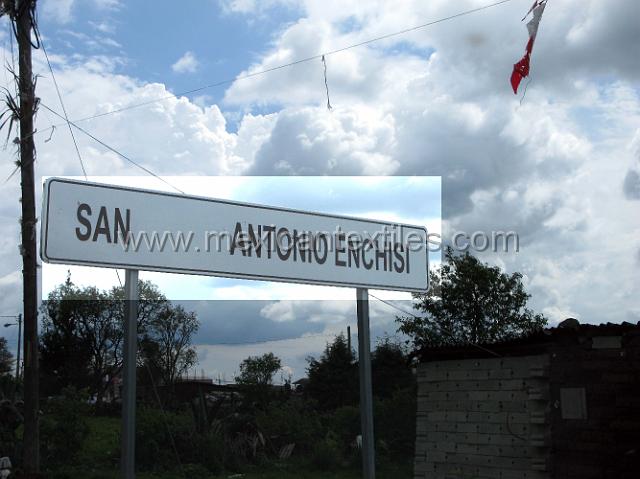 SAN ANTONIO ENCHISI
www.mexicantextiles.com